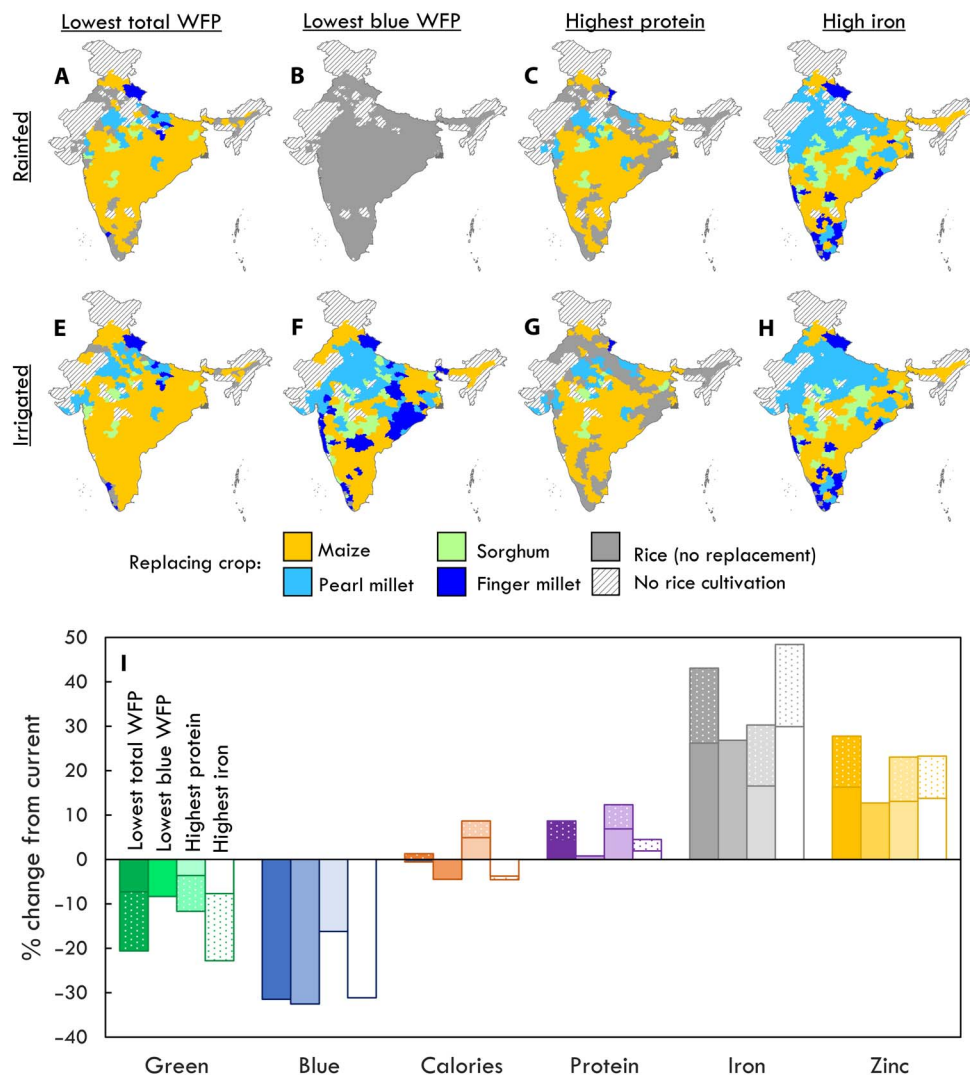 Lowest total WFP Lowest blue WFP Highest protein High iron
Rainfed
A B C D
Irrigated
E F G H
Replacing crop: Maize Sorghum Rice (no replacement)
Pearl millet Finger millet No rice cultivation
% change from current
50
40
30
20
10
0
−10
−20
−30
−40
I
Lowest total WFP
Lowest blue WFP
Highest protein
Highest iron
Green Blue Calories Protein Iron Zinc